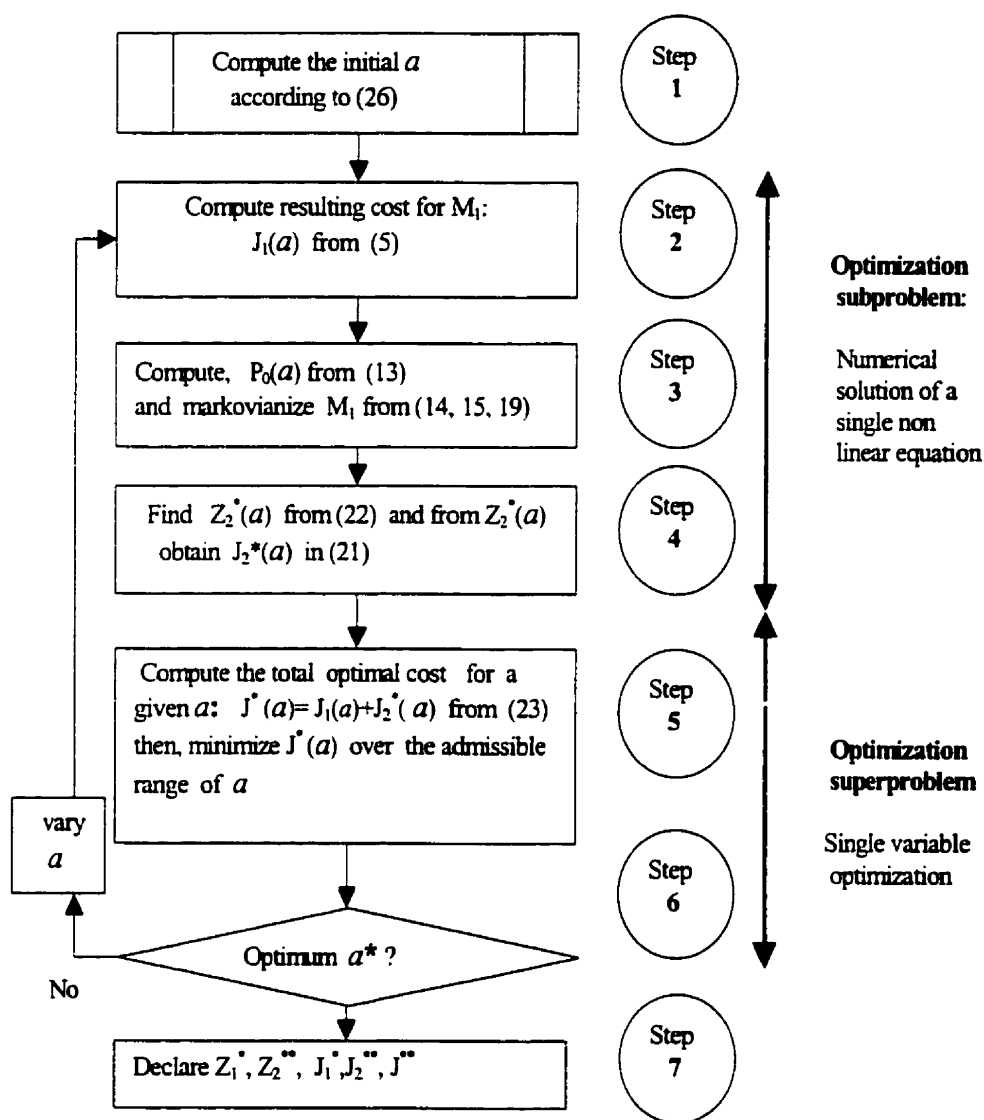 Compute the initial a
according to (26)
Step
1
Compute resulting cost for M₁:
J₁(a) from (5)
Step
2
Compute, P₀(a) from (13)
and markovianize M₁ from (14, 15, 19)
Step
3
Find Z₂*(a) from (22) and from Z₂*(a)
obtain J₂*(a) in (21)
Step
4
Optimization
subproblem:
Numerical
solution of a
single non
linear equation
Compute the total optimal cost for a
given a: J*(a)= J₁(a)+J₂*( a) from (23)
then, minimize J*(a) over the admissible
range of a
Step
5
Optimization
superproblem
Single variable
optimization
vary
a
Step
6
Optimum a* ?
No
Declare Z₁*, Z₂**, J₁*,J₂**, J**
Step
7